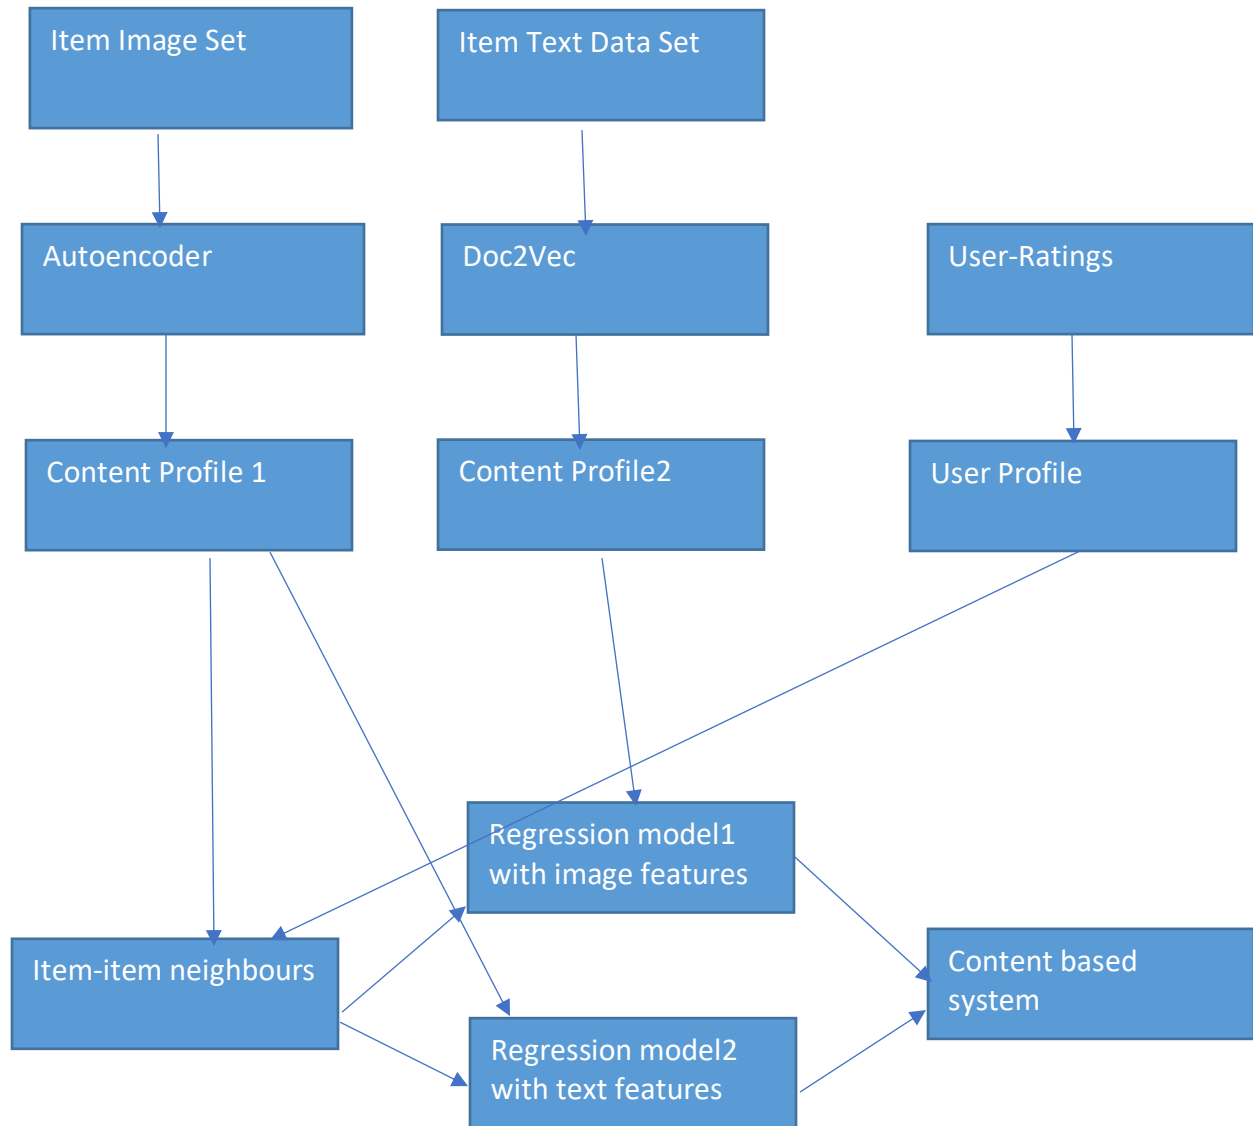 Item Image Set
Item Text Data Set
Autoencoder
Doc2Vec
User-Ratings
Content Profile 1
Content Profile2
User Profile
Regression model1
with image features
Item-item neighbours
Content based
system
Regression model2
with text features